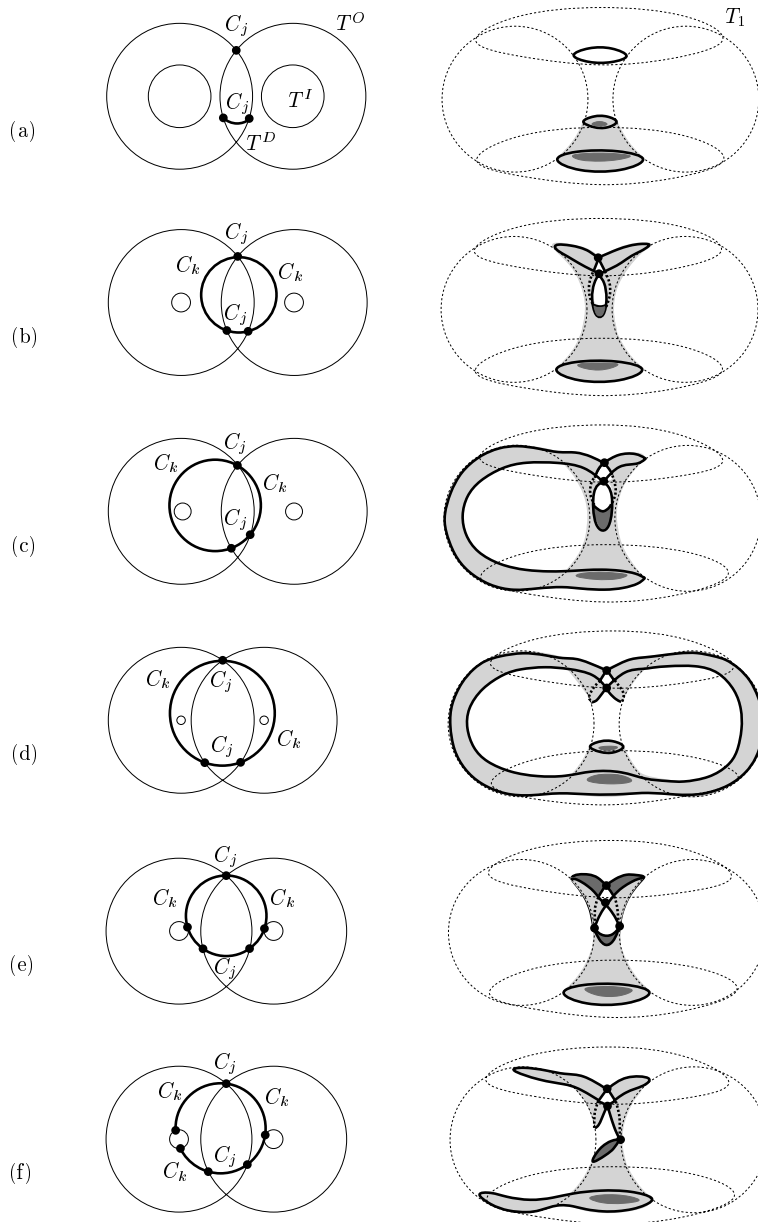 C_j T^O T_1
C_j T^I
(a) T^D
C_j
C_k C_k
C_j
(b)
C_j
C_k C_k
C_j
(c)
C_k C_j
C_j C_k
(d)
C_j
C_k C_k
(e) C_j
C_j
C_k C_k
C_k C_j
(f)